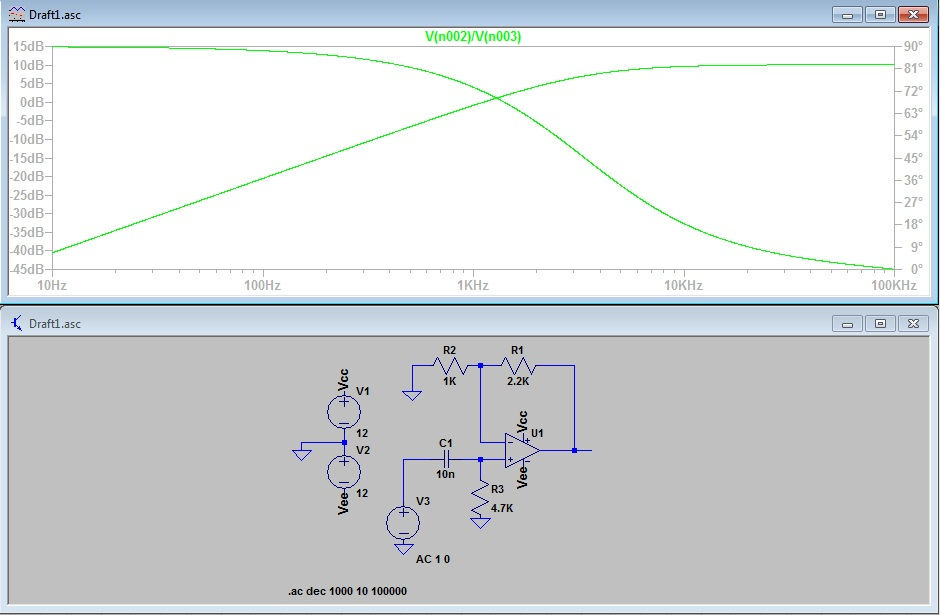 Draft1.asc
V(n002)/V(n003)
15dB
10dB
5dB
0dB
-5dB
-10dB
-15dB
-20dB
-25dB
-30dB
-35dB
-40dB
-45dB
90°
81°
72°
63°
54°
45°
36°
27°
18°
9°
0°
10Hz
100Hz
1KHz
10KHz
100KHz
Draft1.asc
R2
1K
R1
2.2K
Vcc
V1
12
V2
12
Vee
Vcc
U1
Vee
C1
10n
R3
4.7K
V3
AC 1 0
.ac dec 1000 10 100000